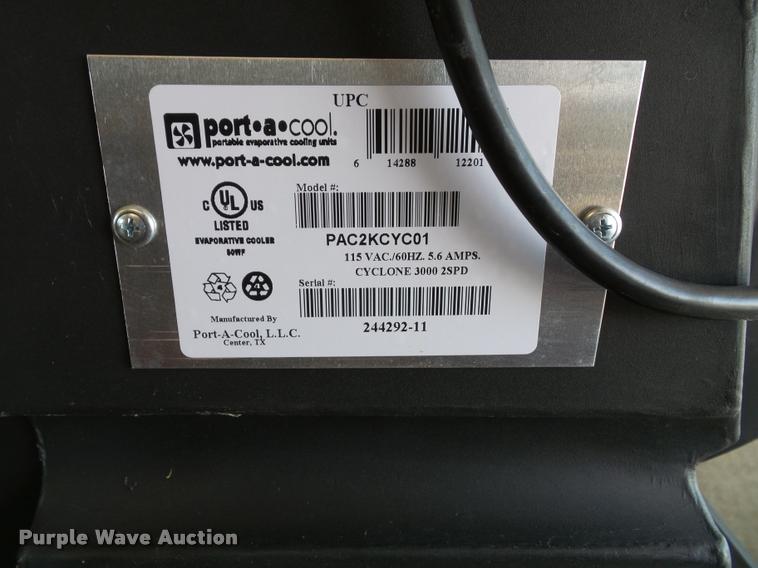 UPC
port•a•cool.
portable evaporative cooling units
www.port-a-cool.com
6 14288 12201
Model #:
C UL US
LISTED
EVAPORATIVE COOLER
90WF
PAC2KCYC01
115 VAC./60HZ. 5.6 AMPS.
CYCLONE 3000 2SPD
Serial #:
244292-11
Manufactured By
Port-A-Cool, L.L.C.
Center, TX
Purple Wave Auction